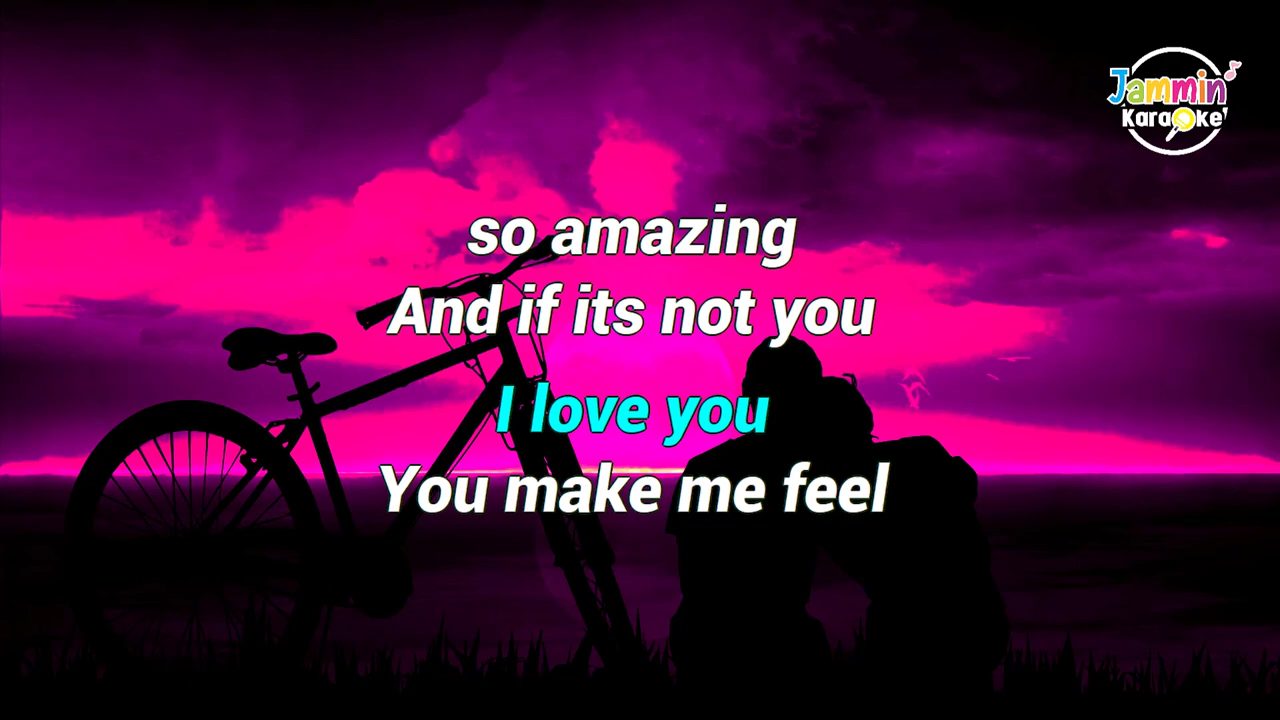 Jammin'
Karaoke
so amazing
And if its not you
I love you
You make me feel